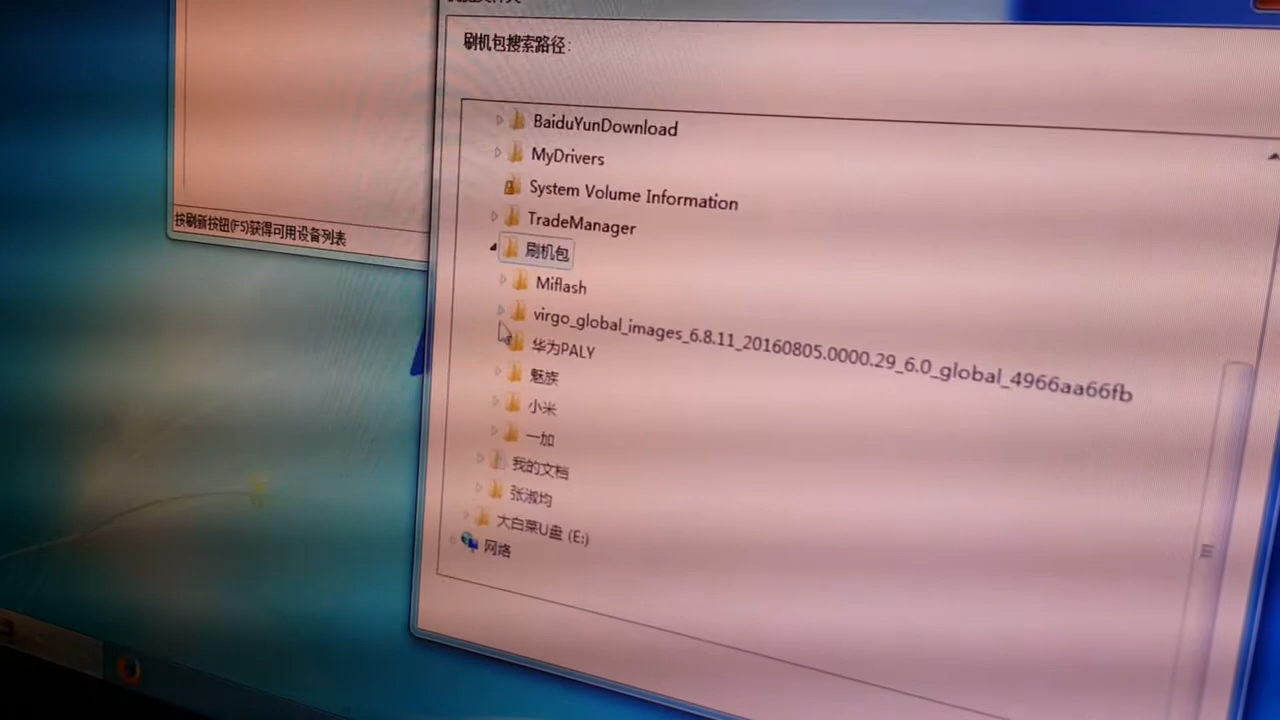 刷机包搜索路径:
BaiduYunDownload
MyDrivers
System Volume Information
TradeManager
刷机包
Miflash
virgo_global_images_6.8.11_20160805.0000.29_6.0_global_4966aa66fb
华为PALY
魅族
小米
一加
我的文档
张淑均
大白菜U盘 (E:)
网络
按刷新按钮(F5)获得可用设备列表